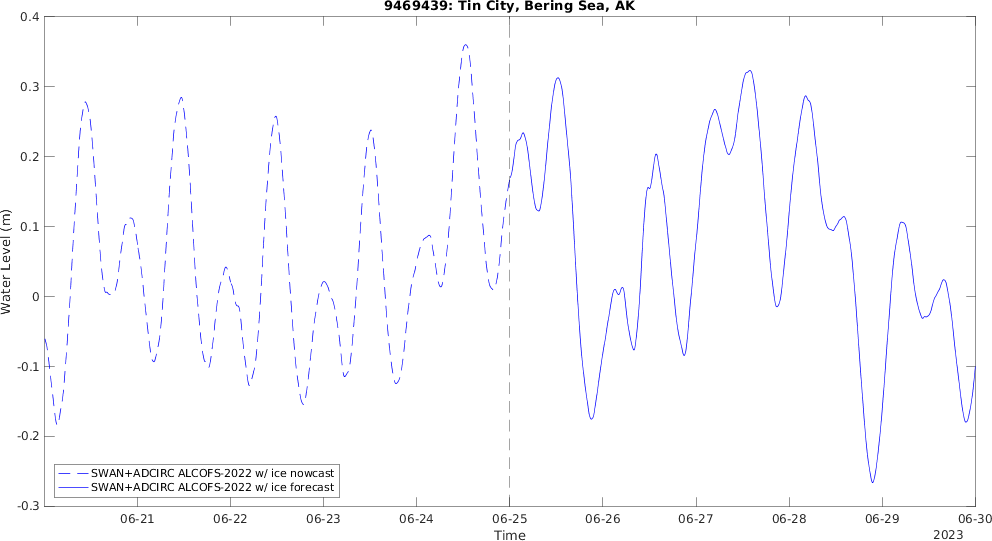 9469439: Tin City, Bering Sea, AK
0.4
0.3
0.2
0.1
0
-0.1
-0.2
-0.3
Water Level (m)
SWAN+ADCIRC ALCOFS-2022 w/ ice nowcast
SWAN+ADCIRC ALCOFS-2022 w/ ice forecast
06-21 06-22 06-23 06-24 06-25 06-26 06-27 06-28 06-29 06-30
Time
2023